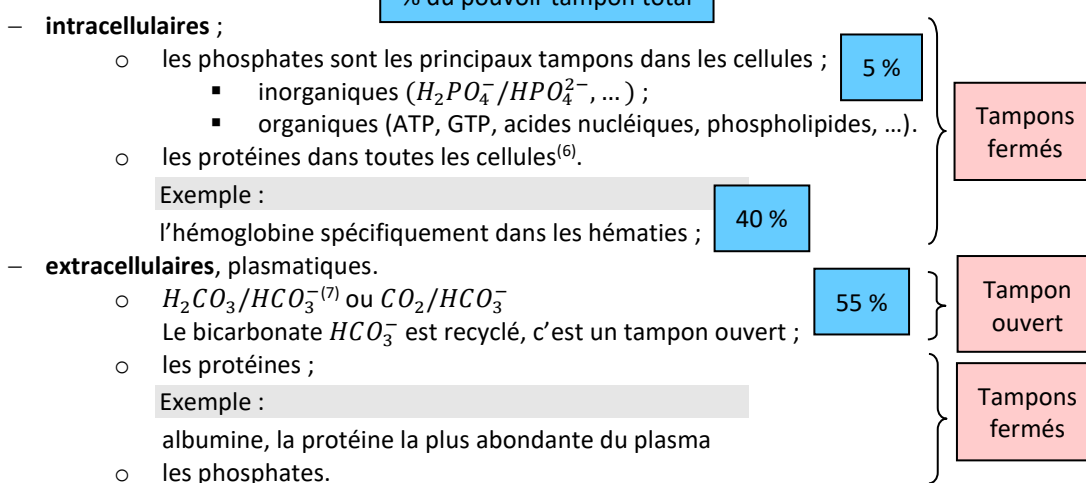 % du pouvoir tampon total
– intracellulaires ;
o les phosphates sont les principaux tampons dans les cellules ;
5 %
▪ inorganiques (H₂PO₄⁻/HPO₄²⁻, … ) ;
▪ organiques (ATP, GTP, acides nucléiques, phospholipides, …).
Tampons
fermés
o les protéines dans toutes les cellules⁽⁶⁾.
Exemple :
l’hémoglobine spécifiquement dans les hématies ;
40 %
– extracellulaires, plasmatiques.
o H₂CO₃/HCO₃⁻⁽⁷⁾ ou CO₂/HCO₃⁻
Le bicarbonate HCO₃⁻ est recyclé, c’est un tampon ouvert ;
55 %
Tampon
ouvert
o les protéines ;
Exemple :
albumine, la protéine la plus abondante du plasma
o les phosphates.
Tampons
fermés